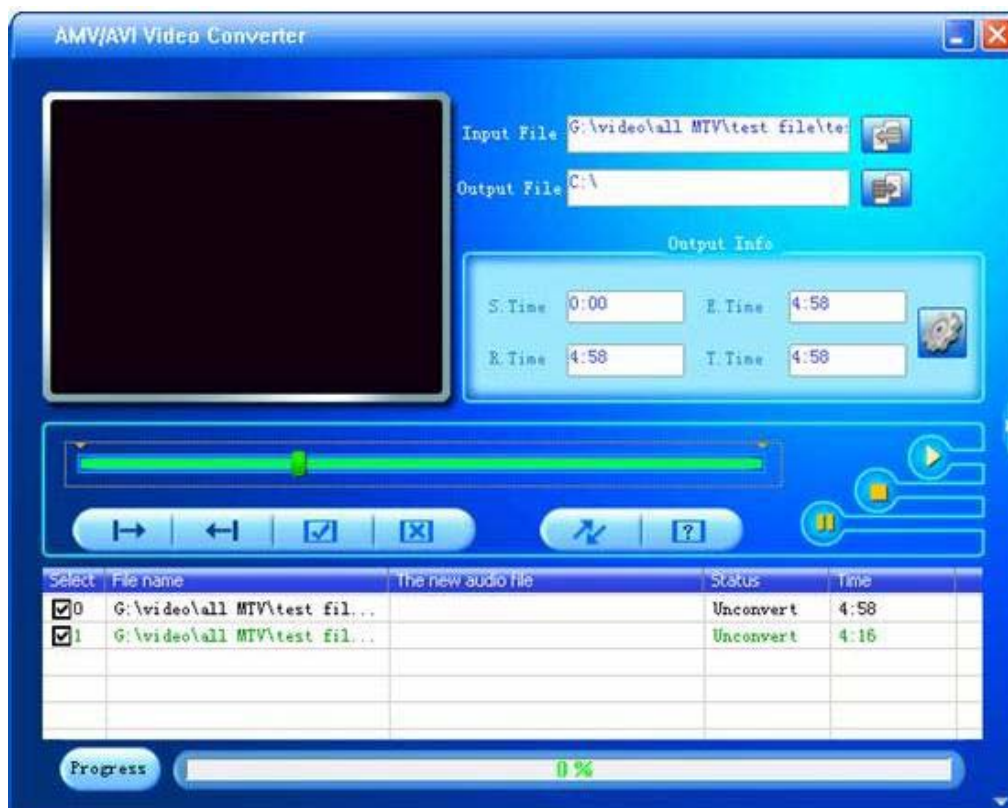 AMV/AVI Video Converter
Input File G:\video\all MTV\test file\te
Output File C:\
Output Info
S.Time 0:00 E.Time 4:58
R.Time 4:58 T.Time 4:58
Select File name The new audio file Status Time
0 G:\video\all MTV\test fil... Unconvert 4:58
1 G:\video\all MTV\test fil... Unconvert 4:16
Progress 0 %